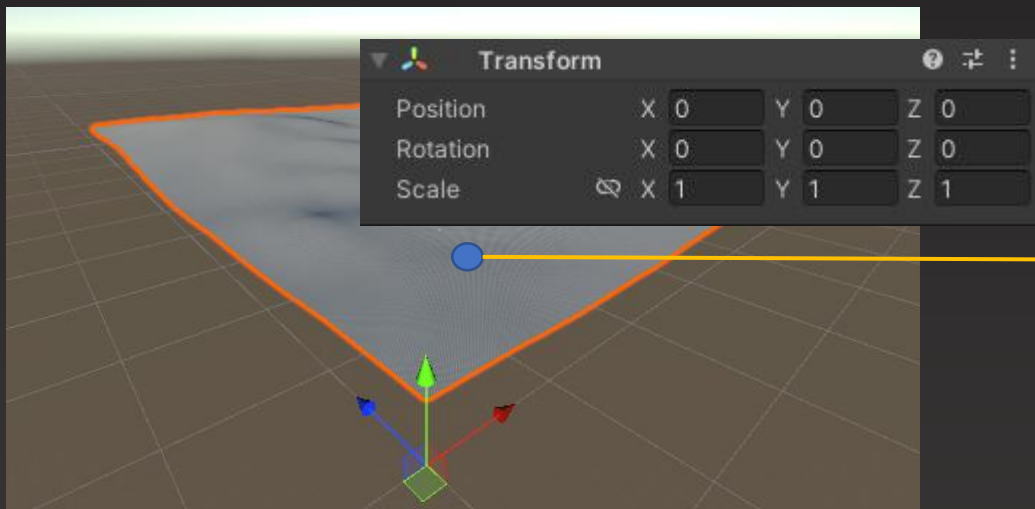 Transform
Position X 0 Y 0 Z 0
Rotation X 0 Y 0 Z 0
Scale X 1 Y 1 Z 1